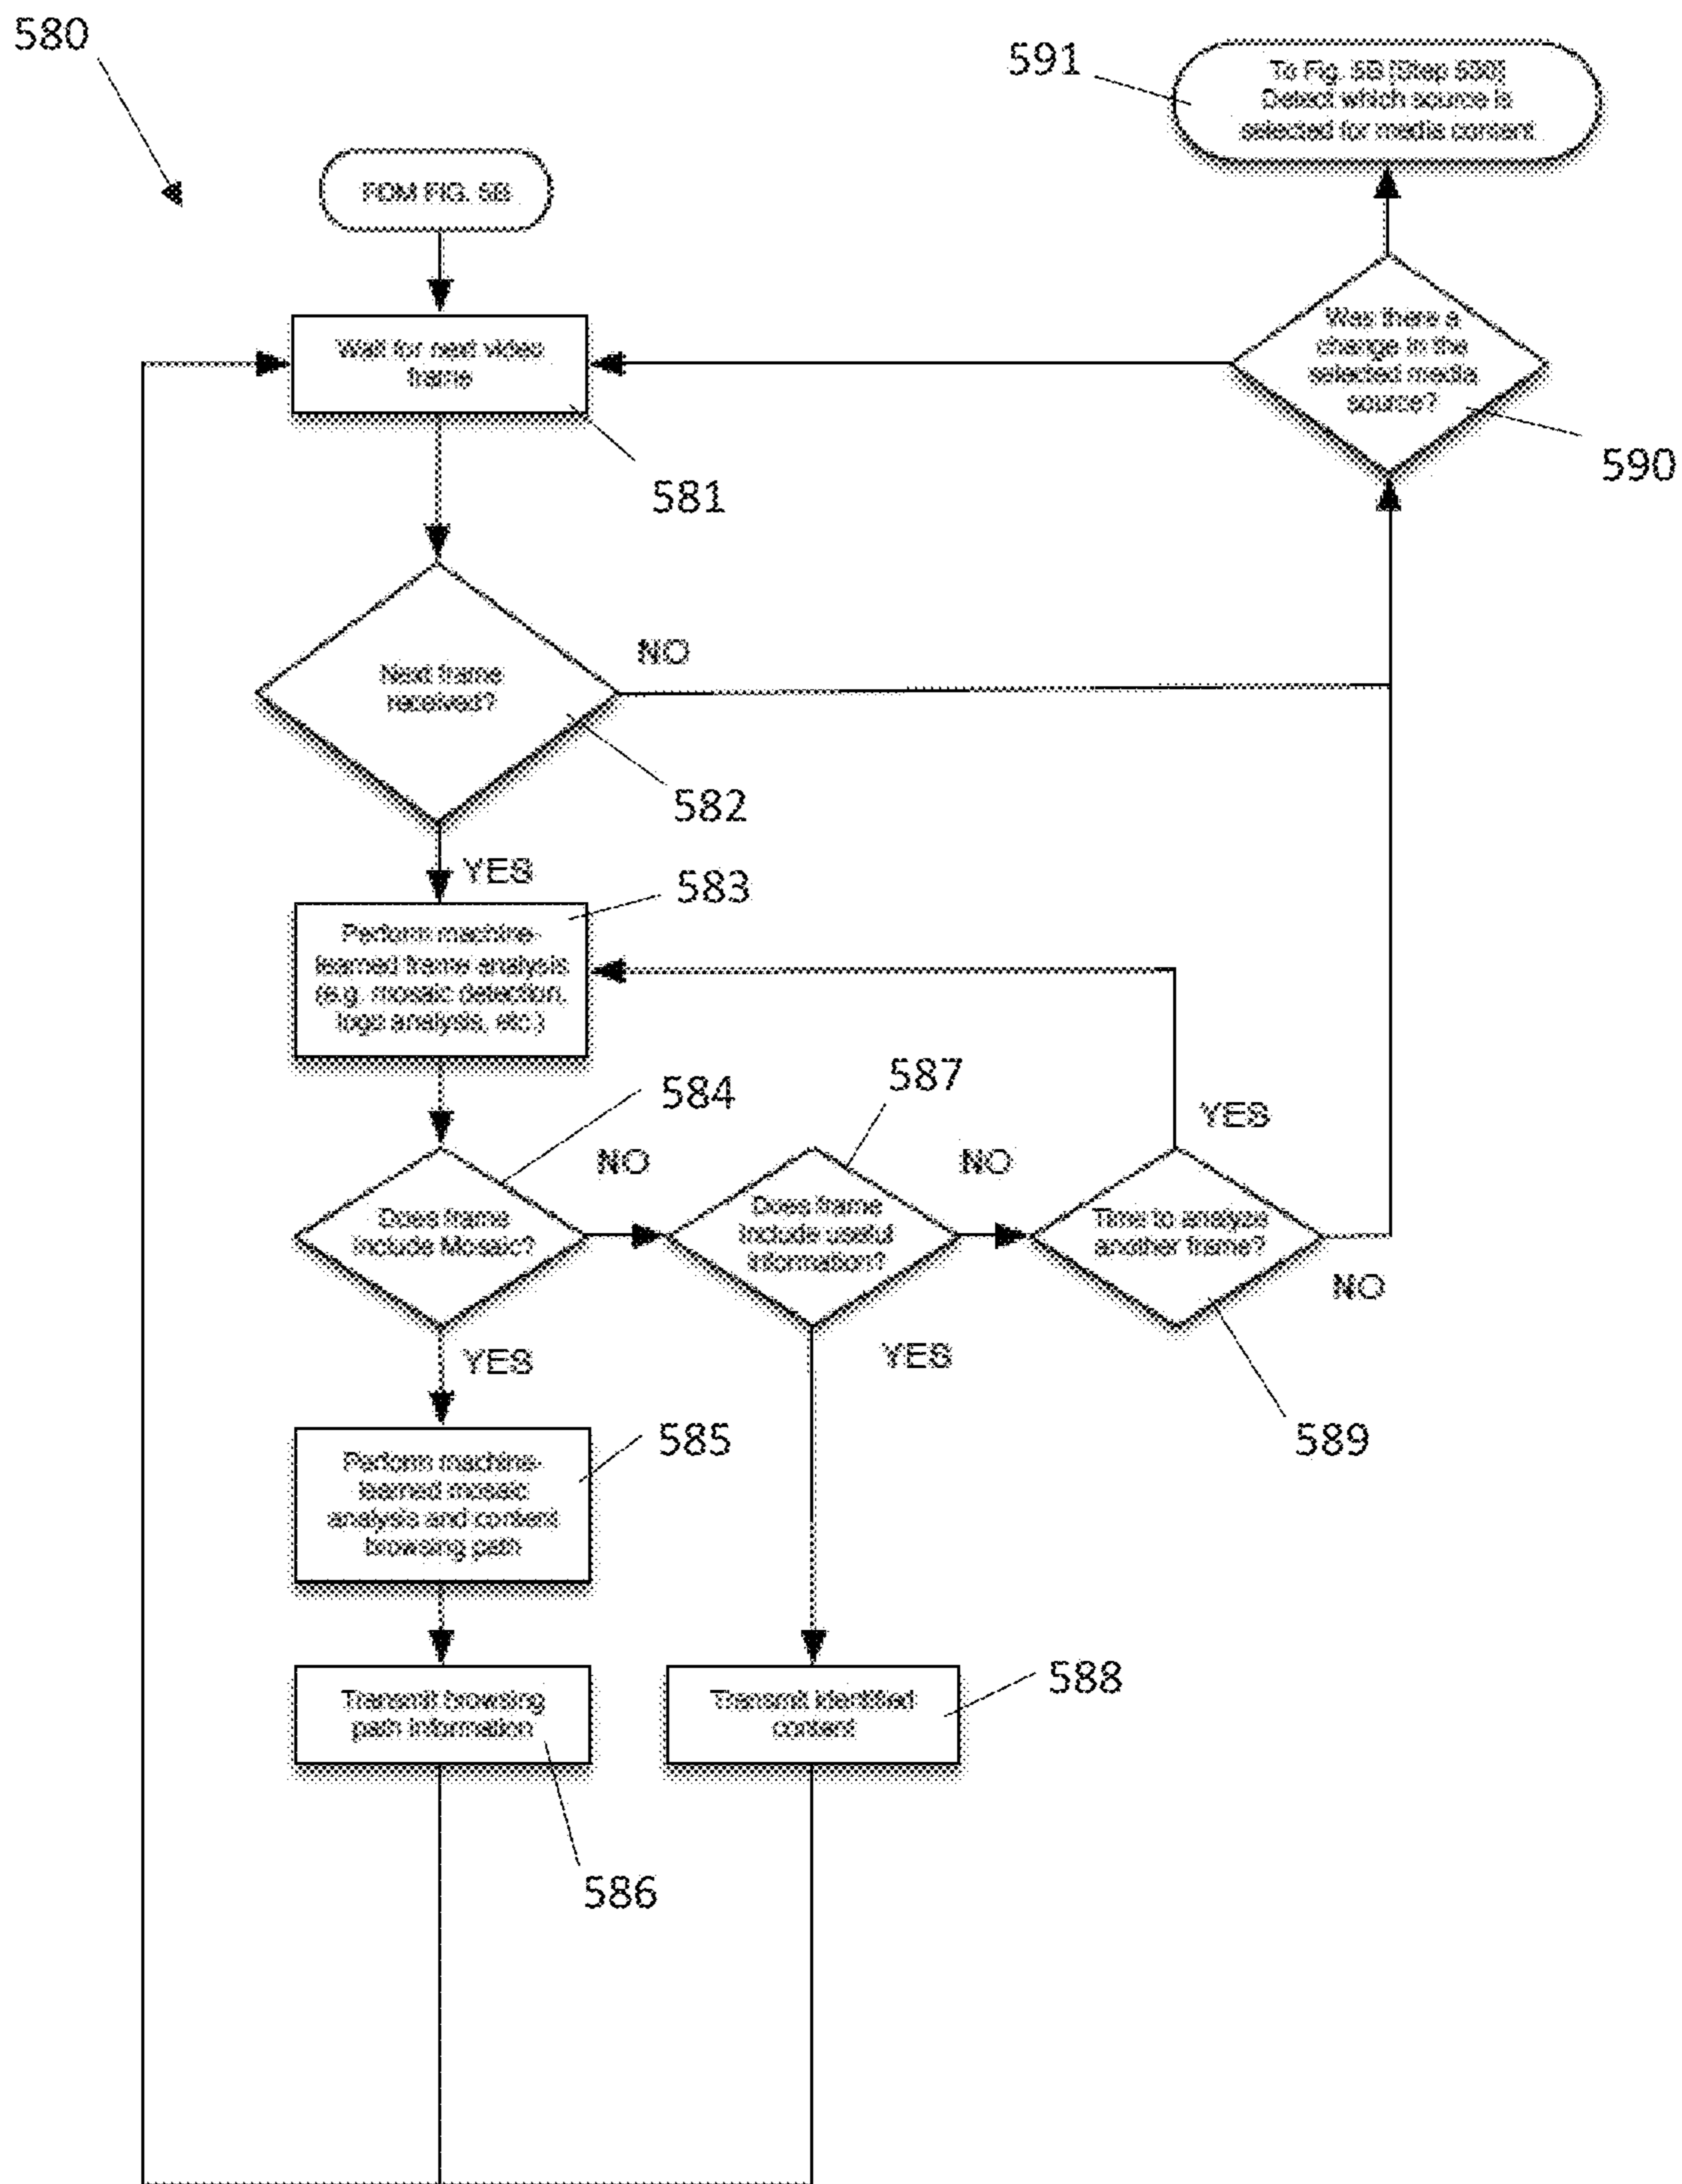 580
591
To Fig. 5B [Step 550]
Detect which source is
selected for media content
FDM FIG. 5B
Wait for next video
frame
Was there a
change in the
selected media
source?
590
581
Next frame
received?
NO
582
YES
583
Perform machine-
learned frame analysis
(e.g. mosaic detection,
logo analysis, etc.)
584
587
YES
NO
NO
Does frame
include Mosaic?
Does frame
include useful
information?
Time to analyze
another frame?
NO
YES
YES
589
585
Perform machine-
learned mosaic
analysis and content
browsing path
Transmit browsing
path information
Transmit identified
content
588
586